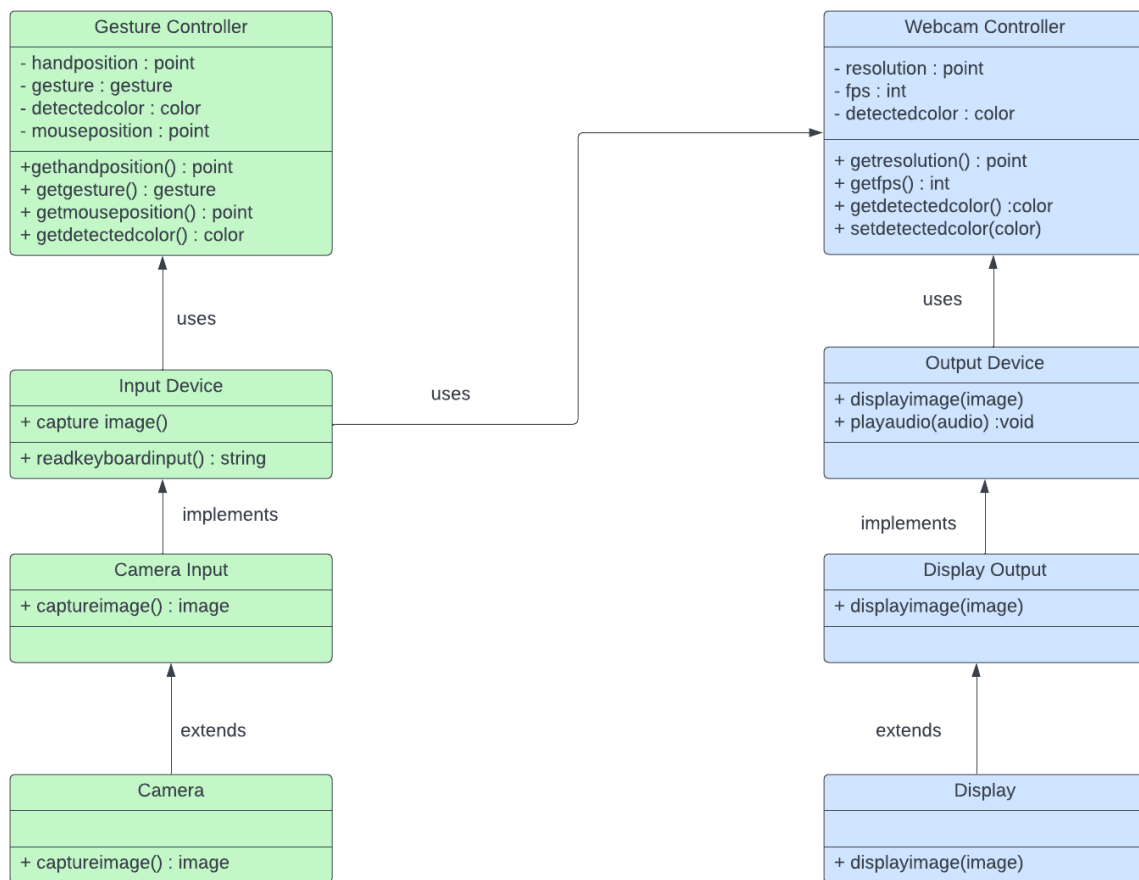 Gesture Controller
- handposition : point
- gesture : gesture
- detectedcolor : color
- mouseposition : point
+gethandposition() : point
+ getgesture() : gesture
+ getmouseposition() : point
+ getdetectedcolor() : color
Webcam Controller
- resolution : point
- fps : int
- detectedcolor : color
+ getresolution() : point
+ getfps() : int
+ getdetectedcolor() :color
+ setdetectedcolor(color)
uses
uses
uses
Input Device
+ capture image()
+ readkeyboardinput() : string
Output Device
+ displayimage(image)
+ playaudio(audio) :void
implements
implements
Camera Input
+ captureimage() : image
Display Output
+ displayimage(image)
extends
extends
Camera
+ captureimage() : image
Display
+ displayimage(image)